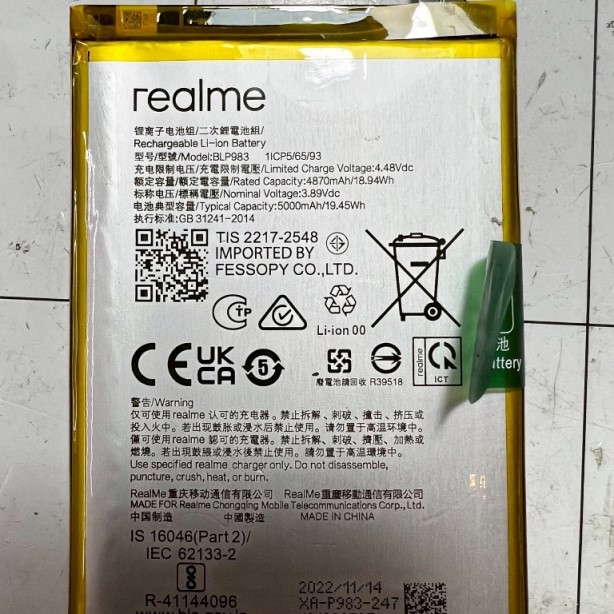 realme
锂离子电池组/二次鋰電池組/
Rechargeable Li-ion Battery
型号/型號/Model:BLP983 1ICP5/65/93
充电限制电压/充電限制電壓/Limited Charge Voltage:4.48Vdc
额定容量/額定容量/Rated Capacity:4870mAh/18.94Wh
标称电压/標稱電壓/Nominal Voltage:3.89Vdc
电池典型容量/Typical Capacity:5000mAh/19.45Wh
执行标准:GB 31241-2014
TIS 2217-2548
IMPORTED BY
FESSOPY CO.,LTD.
TP
Li-ion 00
CE UK CA 5
廢電池請回收 R39518
realme
ICT
池
ttery
警告/Warning
仅可使用realme 认可的充电器。禁止拆解、刺破、撞击、挤压或
投入火中。若出现鼓胀或浸水后禁止使用。请勿置于高温环境中。
僅可使用realme 認可的充電器。禁止拆解、刺破、擠壓、加熱或
燃燒。若出現鼓脹或浸水後禁止使用。請勿置於高溫環境中。
Use specified realme charger only. Do not disassemble,
puncture, crush, heat, or burn.
RealMe重庆移动通信有限公司 RealMe重慶移動通信有限公司
MADE FOR Realme Chongqing Mobile Telecommunications Corp., Ltd.
中国制造 中國製造 MADE IN CHINA
IS 16046(Part 2)/
IEC 62133-2
R-41144096
2022/11/14
XA-P983-247